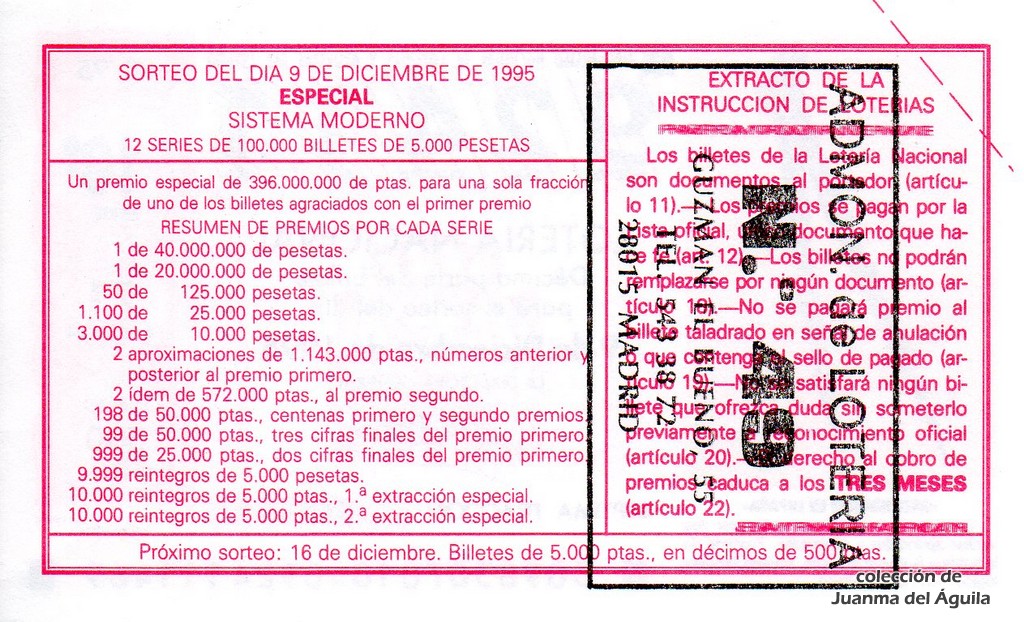 SORTEO DEL DIA 9 DE DICIEMBRE DE 1995
ESPECIAL
SISTEMA MODERNO
12 SERIES DE 100.000 BILLETES DE 5.000 PESETAS
Un premio especial de 396.000.000 de ptas. para una sola fracción
de uno de los billetes agraciados con el primer premio
RESUMEN DE PREMIOS POR CADA SERIE
1 de 40.000.000 de pesetas.
1 de 20.000.000 de pesetas.
50 de 125.000 pesetas.
1.100 de 25.000 pesetas.
3.000 de 10.000 pesetas.
2 aproximaciones de 1.143.000 ptas., números anterior y
posterior al premio primero.
2 ídem de 572.000 ptas., al premio segundo.
198 de 50.000 ptas., centenas primero y segundo premios.
99 de 50.000 ptas., tres cifras finales del premio primero.
999 de 25.000 ptas., dos cifras finales del premio primero.
9.999 reintegros de 5.000 pesetas.
10.000 reintegros de 5.000 ptas., 1.ª extracción especial.
10.000 reintegros de 5.000 ptas., 2.ª extracción especial.
EXTRACTO DE LA
INSTRUCCION DE LOTERIAS
Los billetes de la Lotería Nacional
son documentos al portador (artícu-
lo 11).—Los premios se pagan por la
lista oficial, único documento que ha-
ce fe (art. 12).—Los billetes no podrán
remplazarse por ningún documento (ar-
tículo 18).—No se pagará premio al
billete taladrado en señal de anulación
o que contenga el sello de pagado (ar-
tículo 19).—No se satisfará ningún bi-
llete que ofrezca duda sin someterlo
previamente a reconocimiento oficial
(artículo 20).—El derecho al cobro de
premios caduca a los TRES MESES
(artículo 22).
Próximo sorteo: 16 de diciembre. Billetes de 5.000 ptas., en décimos de 500 ptas.
ADMON. de LOTERIA
N.º 49
GUZMAN EL BUENO, 55
TEL. 543 38 72
28015 MADRID
colección de
Juanma del Águila